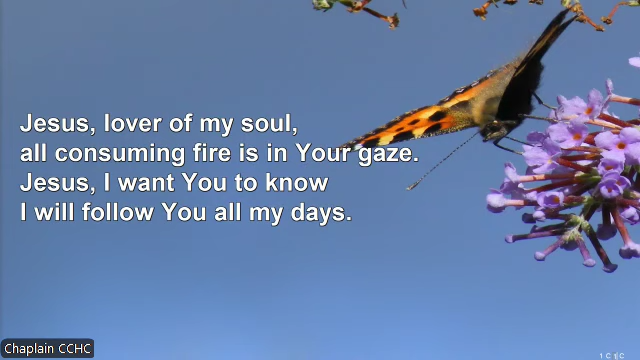 Jesus, lover of my soul,
all consuming fire is in Your gaze.
Jesus, I want You to know
I will follow You all my days.
Chaplain CCHC